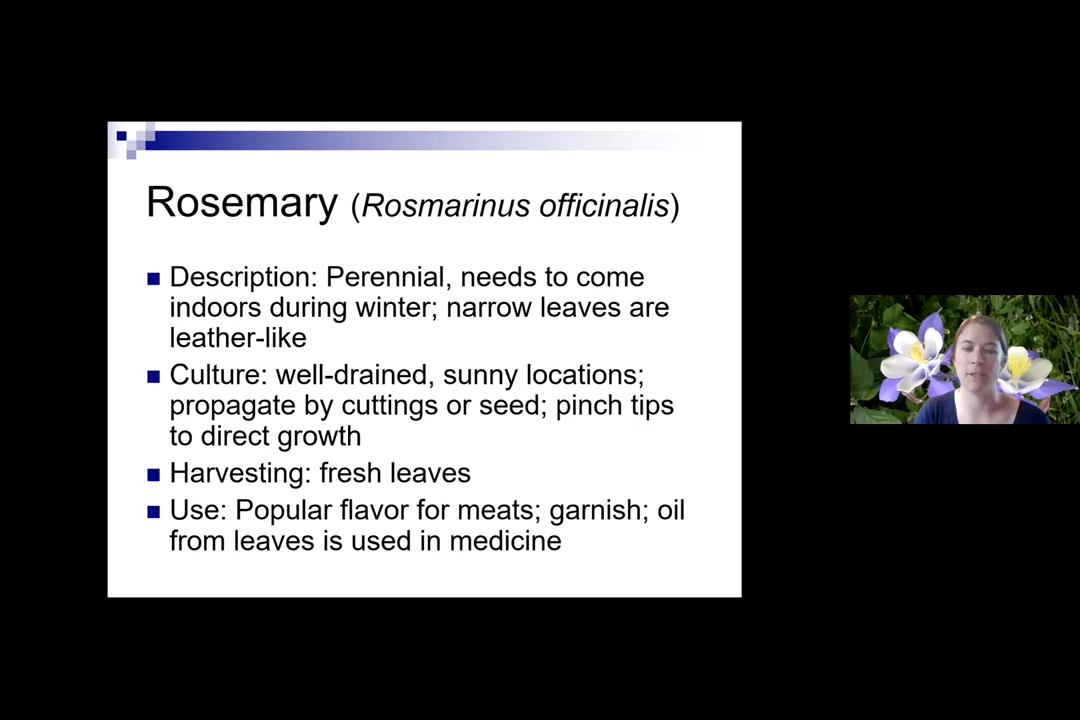 Rosemary (Rosmarinus officinalis)
Description: Perennial, needs to come
indoors during winter; narrow leaves are
leather-like
Culture: well-drained, sunny locations;
propagate by cuttings or seed; pinch tips
to direct growth
Harvesting: fresh leaves
Use: Popular flavor for meats; garnish; oil
from leaves is used in medicine